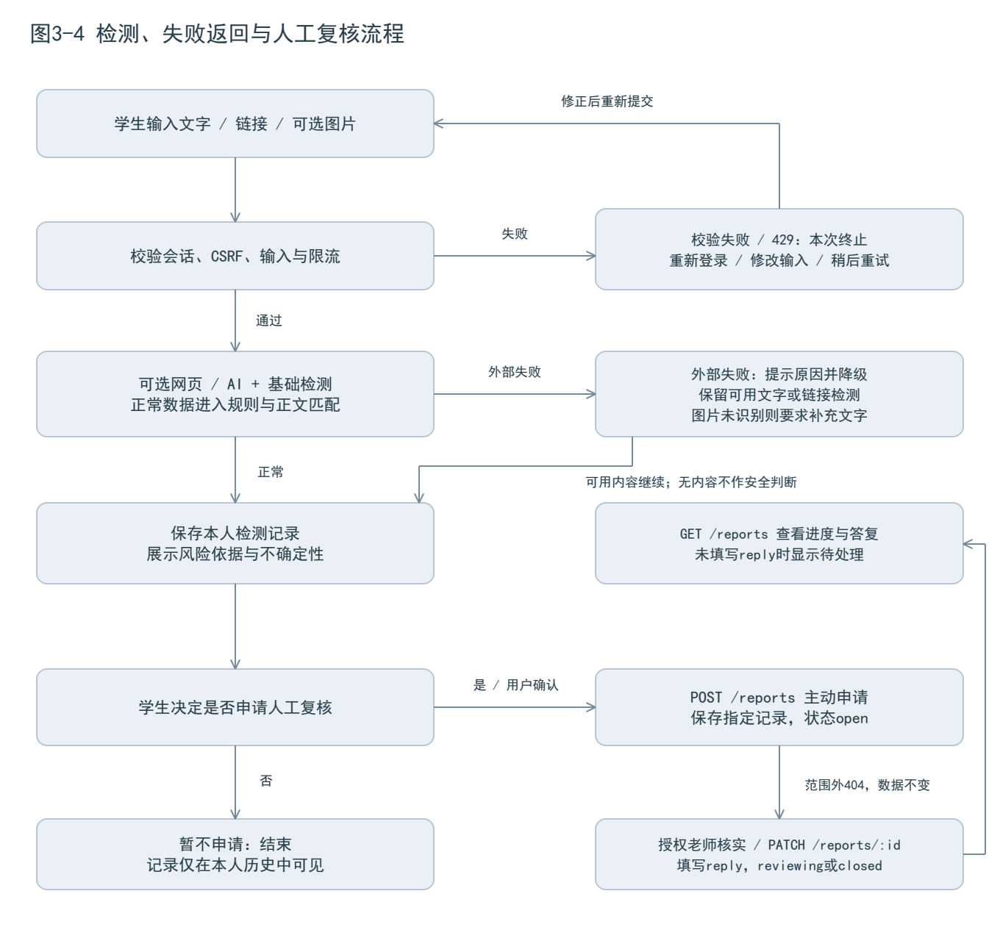 图3-4 检测、失败返回与人工复核流程
修正后重新提交
学生输入文字 / 链接 / 可选图片
失败
校验会话、CSRF、输入与限流
校验失败 / 429：本次终止
重新登录 / 修改输入 / 稍后重试
通过
外部失败
可选网页 / AI + 基础检测
正常数据进入规则与正文匹配
外部失败：提示原因并降级
保留可用文字或链接检测
图片未识别则要求补充文字
正常
可用内容继续；无内容不作安全判断
保存本人检测记录
展示风险依据与不确定性
GET /reports 查看进度与答复
未填写reply时显示待处理
是 / 用户确认
学生决定是否申请人工复核
POST /reports 主动申请
保存指定记录，状态open
否
范围外404，数据不变
暂不申请：结束
记录仅在本人历史中可见
授权老师核实 / PATCH /reports/:id
填写reply，reviewing或closed